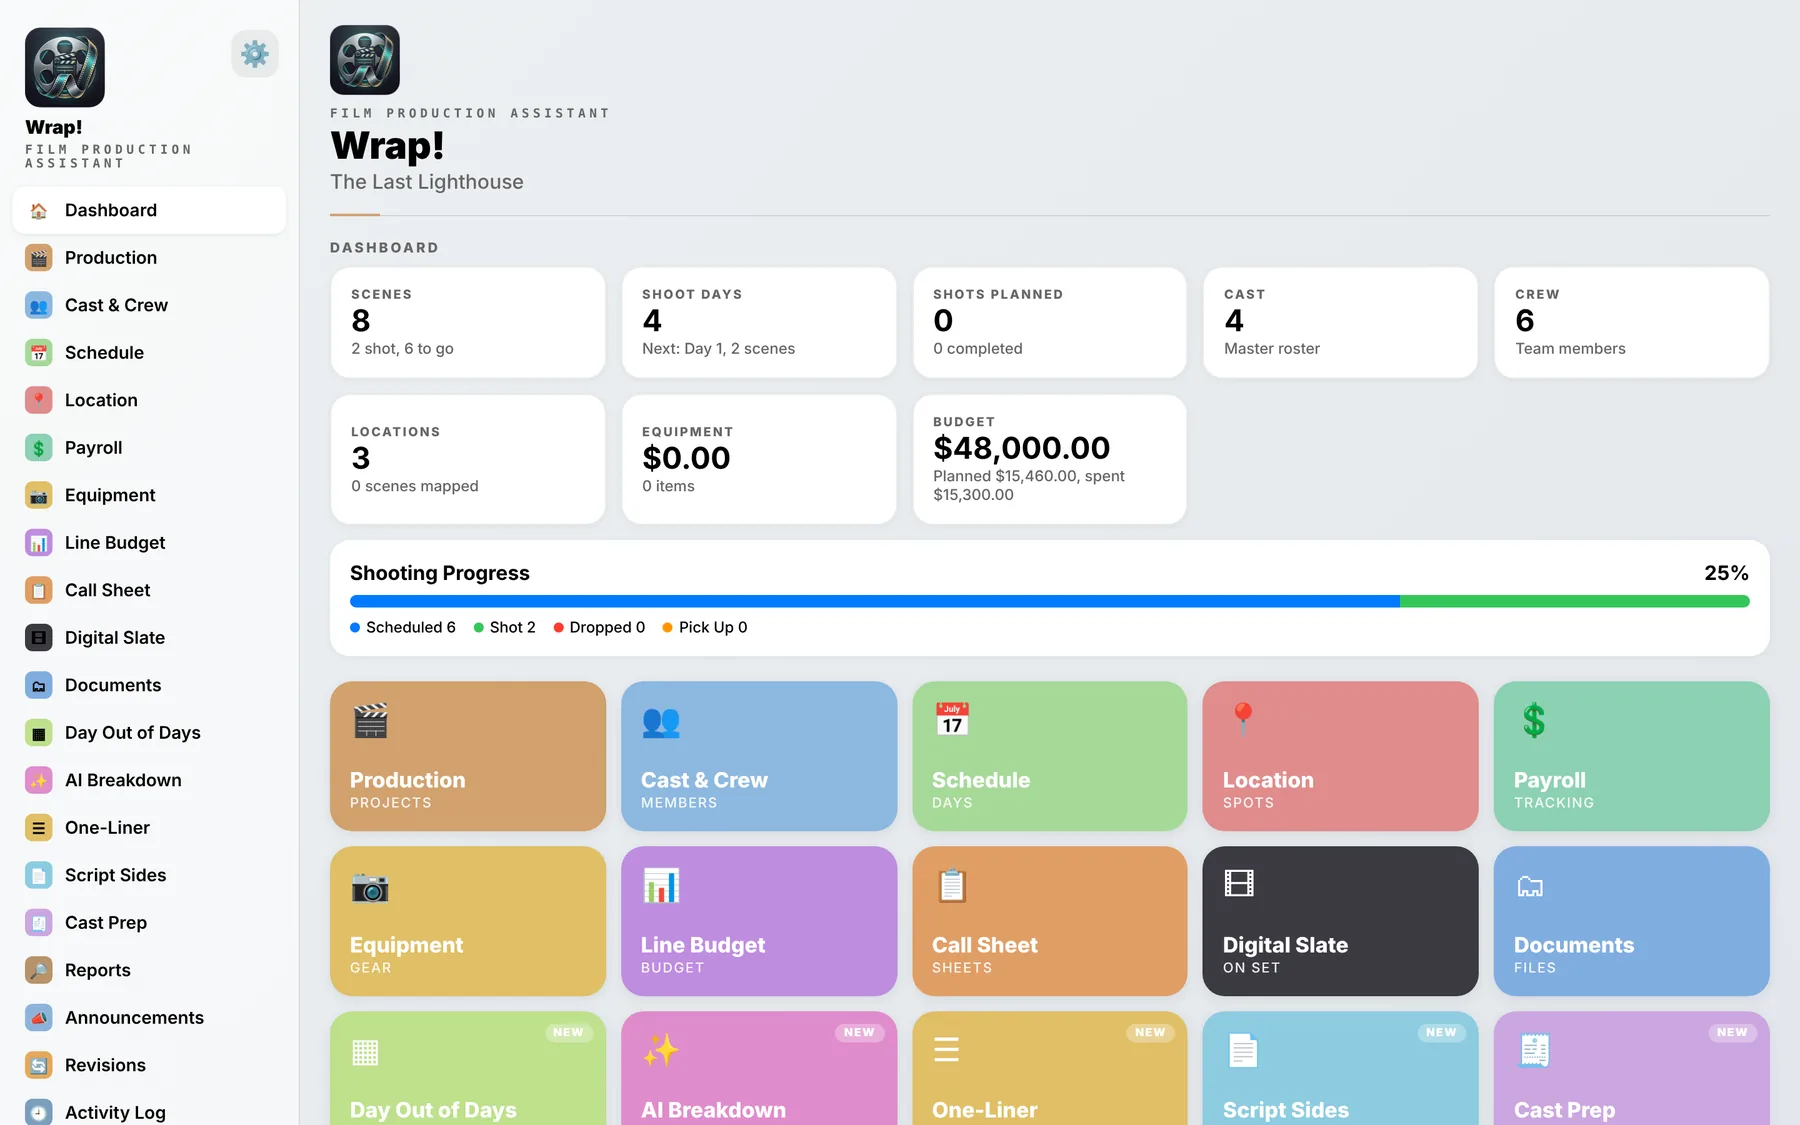 Wrap!
FILM PRODUCTION
ASSISTANT
Dashboard
Production
Cast & Crew
Schedule
Location
Payroll
Equipment
Line Budget
Call Sheet
Digital Slate
Documents
Day Out of Days
AI Breakdown
One-Liner
Script Sides
Cast Prep
Reports
Announcements
Revisions
Activity Log
FILM PRODUCTION ASSISTANT
Wrap!
The Last Lighthouse
DASHBOARD
SCENES
8
2 shot, 6 to go
SHOOT DAYS
4
Next: Day 1, 2 scenes
SHOTS PLANNED
0
0 completed
CAST
4
Master roster
CREW
6
Team members
LOCATIONS
3
0 scenes mapped
EQUIPMENT
$0.00
0 items
BUDGET
$48,000.00
Planned $15,460.00, spent
$15,300.00
Shooting Progress
25%
Scheduled 6
Shot 2
Dropped 0
Pick Up 0
Production
PROJECTS
Cast & Crew
MEMBERS
July
17
Schedule
DAYS
Location
SPOTS
Payroll
TRACKING
Equipment
GEAR
Line Budget
BUDGET
Call Sheet
SHEETS
Digital Slate
ON SET
Documents
FILES
NEW
Day Out of Days
NEW
AI Breakdown
NEW
One-Liner
NEW
Script Sides
NEW
Cast Prep